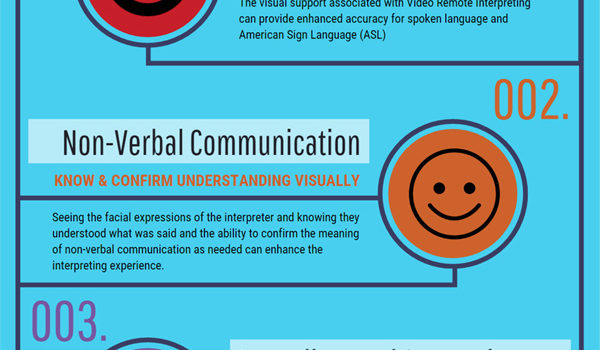 The visual support associated with Video Remote Interpreting
can provide enhanced accuracy for spoken language and
American Sign Language (ASL)
002.
Non-Verbal Communication
KNOW & CONFIRM UNDERSTANDING VISUALLY
Seeing the facial expressions of the interpreter and knowing they
understood what was said and the ability to confirm the meaning
of non-verbal communication as needed can enhance the
interpreting experience.
003.